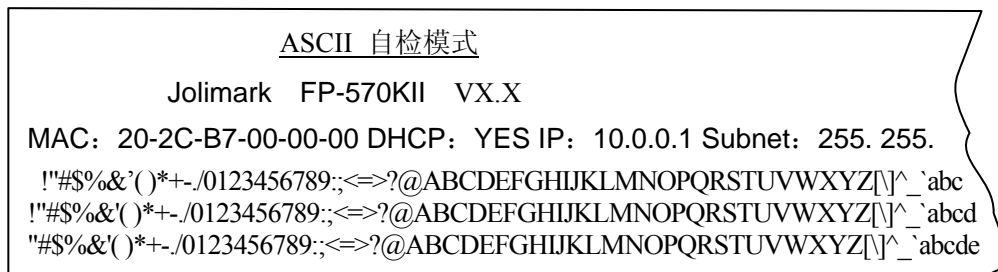 ASCII 自检模式
Jolimark FP-570KII VX.X
MAC：20-2C-B7-00-00-00 DHCP：YES IP：10.0.0.1 Subnet：255. 255.
!"#$%&’( )*+-./0123456789:;<=>?@ABCDEFGHIJKLMNOPQRSTUVWXYZ[\]^_`abc
!"#$%&'( )*+-./0123456789:;<=>?@ABCDEFGHIJKLMNOPQRSTUVWXYZ[\]^_`abcd
"#$%&'( )*+-./0123456789:;<=>?@ABCDEFGHIJKLMNOPQRSTUVWXYZ[\]^_`abcde